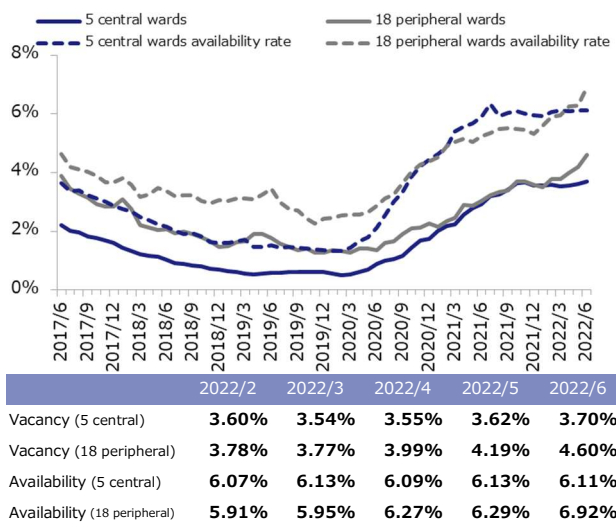 5 central wards 18 peripheral wards
5 central wards availability rate 18 peripheral wards availability rate
8%
6%
4%
2%
0%
2017/6 2017/9 2017/12 2018/3 2018/6 2018/9 2018/12 2019/3 2019/6 2019/9 2019/12 2020/3 2020/6 2020/9 2020/12 2021/3 2021/6 2021/9 2021/12 2022/3 2022/6
2022/2 2022/3 2022/4 2022/5 2022/6
Vacancy (5 central) 3.60% 3.54% 3.55% 3.62% 3.70%
Vacancy (18 peripheral) 3.78% 3.77% 3.99% 4.19% 4.60%
Availability (5 central) 6.07% 6.13% 6.09% 6.13% 6.11%
Availability (18 peripheral) 5.91% 5.95% 6.27% 6.29% 6.92%